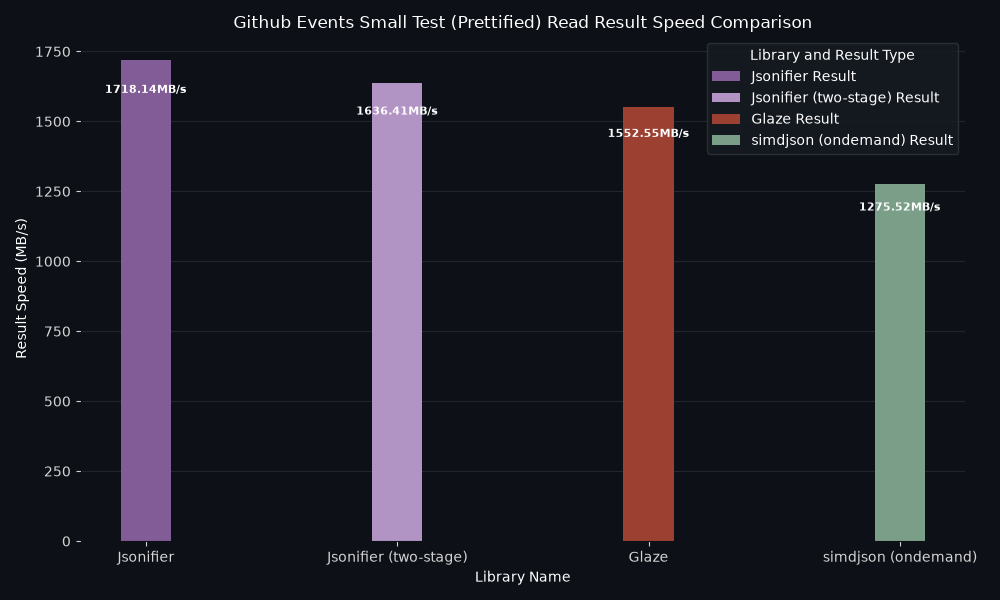 Github Events Small Test (Prettified) Read Result Speed Comparison
Library and Result Type
Jsonifier Result
Jsonifier (two-stage) Result
Glaze Result
simdjson (ondemand) Result
1718.14MB/s
1636.41MB/s
1552.55MB/s
1275.52MB/s
Result Speed (MB/s)
1750
1500
1250
1000
750
500
250
0
Jsonifier
Jsonifier (two-stage)
Glaze
simdjson (ondemand)
Library Name